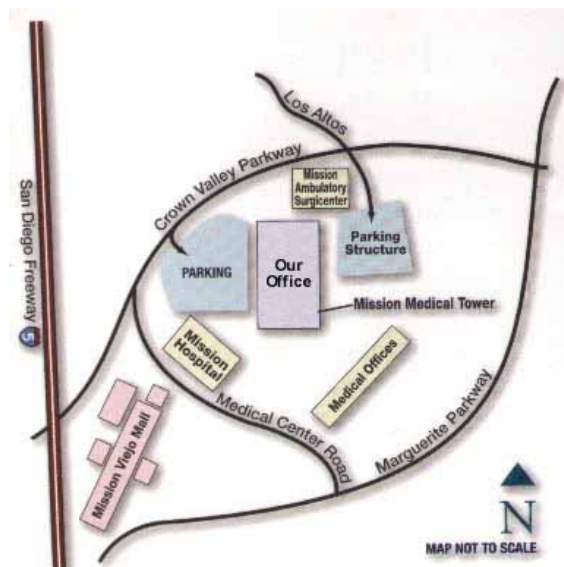 Los Altos
Crown Valley Parkway
Mission
Ambulatory
Surgicenter
San Diego Freeway
5
PARKING
Our
Office
Parking
Structure
Mission Medical Tower
Mission
Hospital
Medical Offices
Medical Center Road
Marguerite Parkway
Mission Viejo Mall
N
MAP NOT TO SCALE